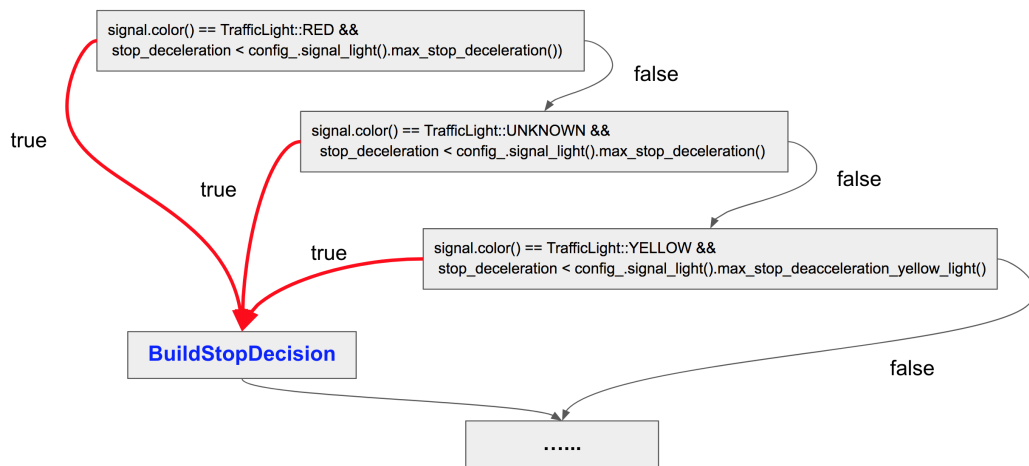 signal.color() == TrafficLight::RED &&
stop_deceleration < config_.signal_light().max_stop_deceleration())
false
true
signal.color() == TrafficLight::UNKNOWN &&
stop_deceleration < config_.signal_light().max_stop_deceleration()
true
false
true
signal.color() == TrafficLight::YELLOW &&
stop_deceleration < config_.signal_light().max_stop_deacceleration_yellow_light()
BuildStopDecision
false
…...